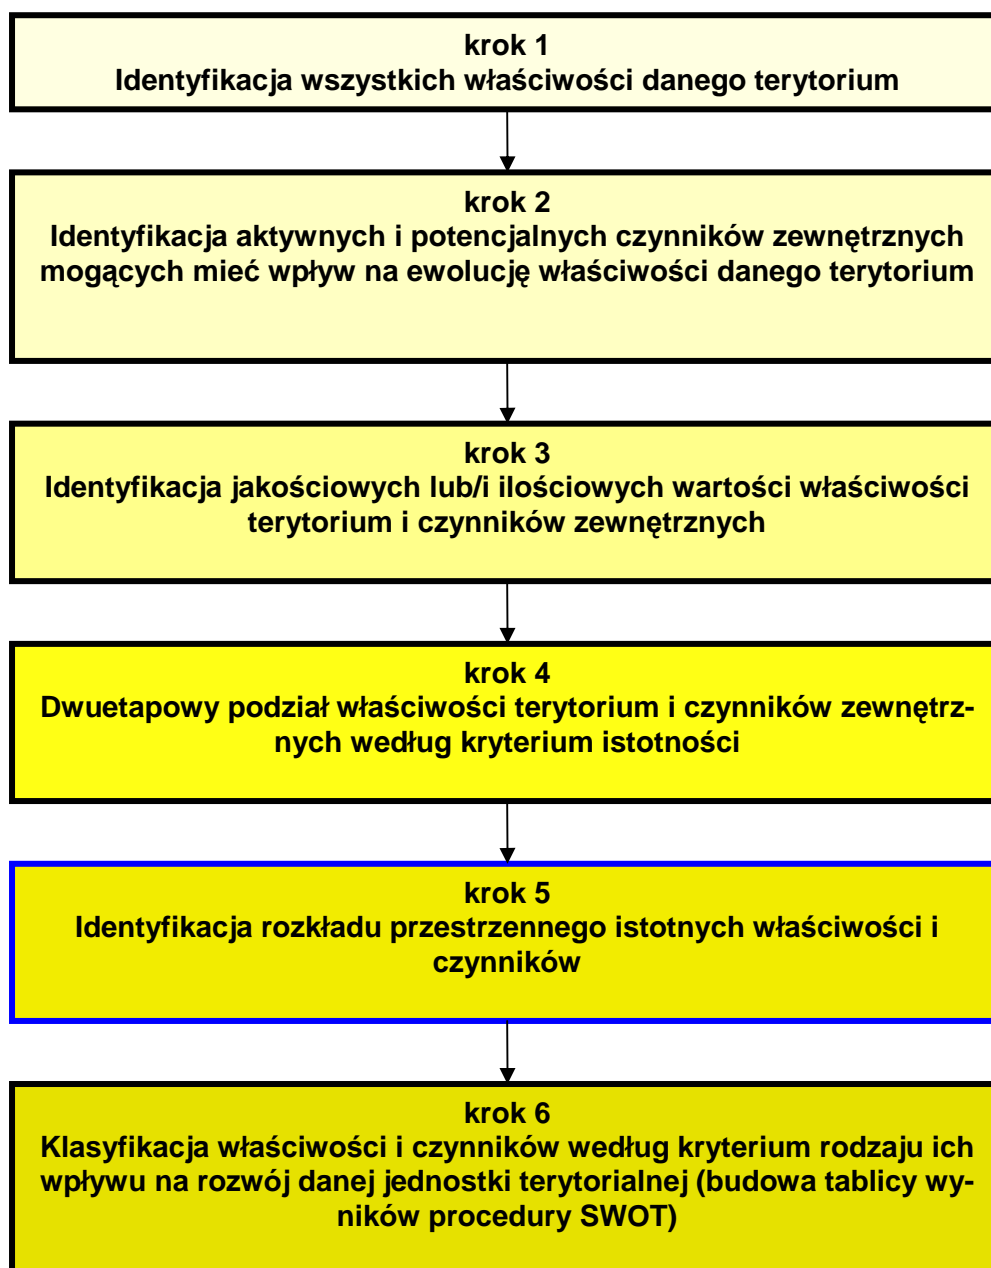 krok 1
Identyfikacja wszystkich właściwości danego terytorium
krok 2
Identyfikacja aktywnych i potencjalnych czynników zewnętrznych
mogących mieć wpływ na ewolucję właściwości danego terytorium
krok 3
Identyfikacja jakościowych lub/i ilościowych wartości właściwości
terytorium i czynników zewnętrznych
krok 4
Dwuetapowy podział właściwości terytorium i czynników zewnętrz-
nych według kryterium istotności
krok 5
Identyfikacja rozkładu przestrzennego istotnych właściwości i
czynników
krok 6
Klasyfikacja właściwości i czynników według kryterium rodzaju ich
wpływu na rozwój danej jednostki terytorialnej (budowa tablicy wy-
ników procedury SWOT)